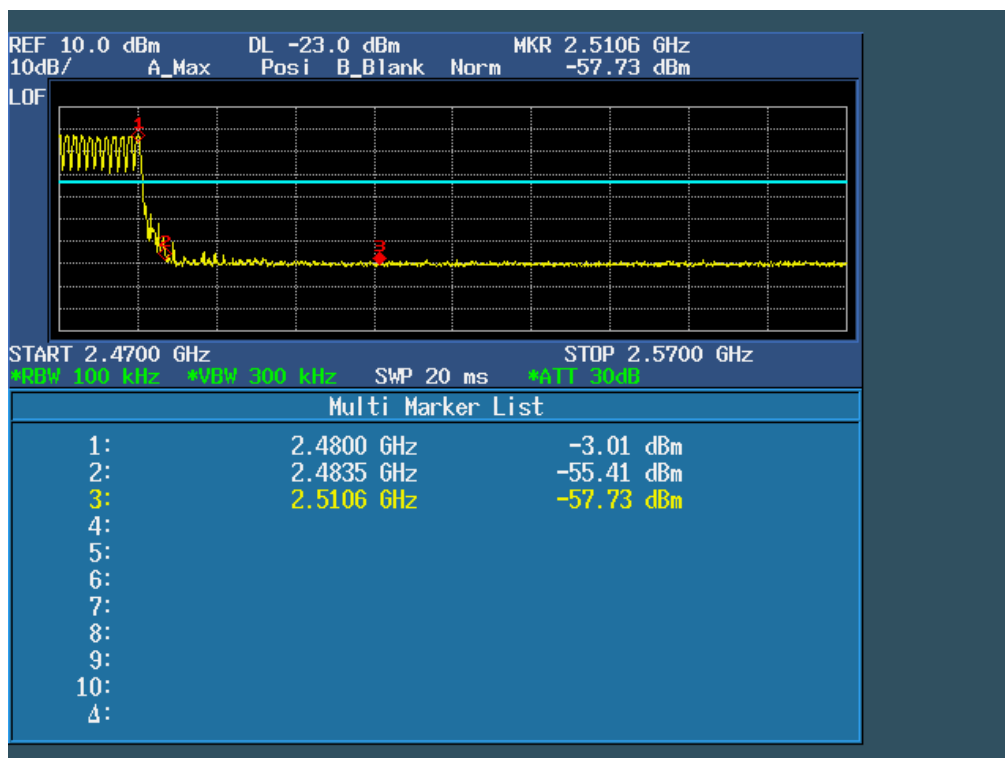 REF 10.0 dBm DL -23.0 dBm MKR 2.5106 GHz
10dB/ A_Max Posi B_Blank Norm -57.73 dBm
LOF
1
2
3
START 2.4700 GHz STOP 2.5700 GHz
*RBW 100 kHz *VBW 300 kHz SWP 20 ms *ATT 30dB
Multi Marker List
1: 2.4800 GHz -3.01 dBm
2: 2.4835 GHz -55.41 dBm
3: 2.5106 GHz -57.73 dBm
4:
5:
6:
7:
8:
9:
10:
Δ: